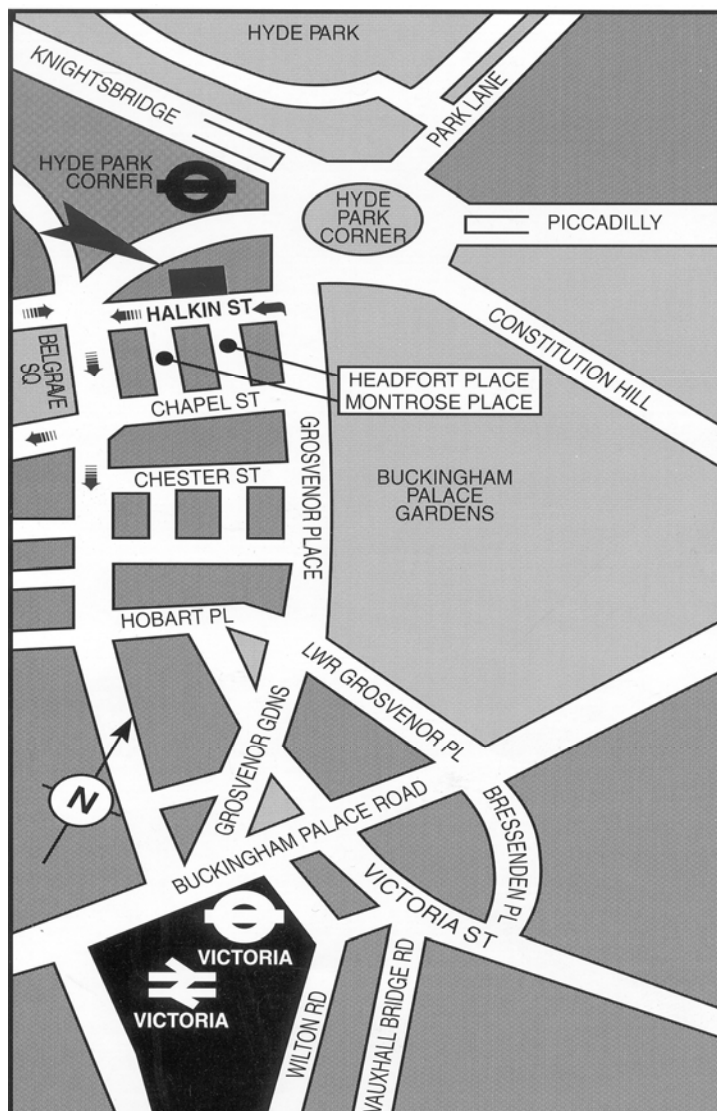 HYDE PARK
KNIGHTSBRIDGE
PARK LANE
HYDE PARK
CORNER
HYDE
PARK
CORNER
PICCADILLY
HALKIN ST
CONSTITUTION HILL
BELGRAVE
SQ
HEADFORT PLACE
MONTROSE PLACE
CHAPEL ST
GROSVENOR PLACE
CHESTER ST
BUCKINGHAM
PALACE
GARDENS
HOBART PL
LWR GROSVENOR PL
GROSVENOR GDNS
N
BUCKINGHAM PALACE ROAD
BRESSENDEN PL
VICTORIA ST
VICTORIA
VICTORIA
WILTON RD
VAUXHALL BRIDGE RD